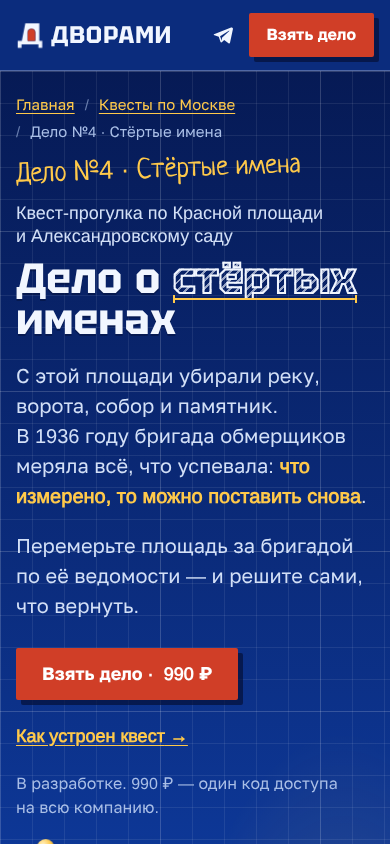 ДВОРАМИ
Взять дело
Главная / Квесты по Москве
/ Дело №4 · Стёртые имена
Дело №4 · Стёртые имена
Квест-прогулка по Красной площади
и Александровскому саду
Дело о стёртых
именах
С этой площади убирали реку,
ворота, собор и памятник.
В 1936 году бригада обмерщиков
меряла всё, что успевала: что
измерено, то можно поставить снова.
Перемерьте площадь за бригадой
по её ведомости — и решите сами,
что вернуть.
Взять дело · 990 ₽
Как устроен квест →
В разработке. 990 ₽ — один код доступа
на всю компанию.